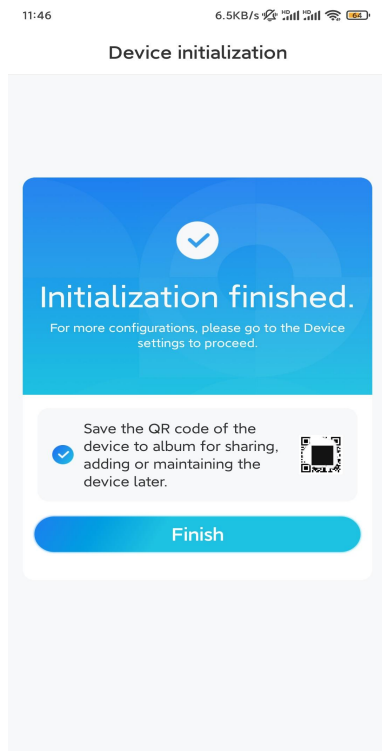 11:46 6.5KB/s HD HD 64
Device initialization
Initialization finished.
For more configurations, please go to the Device
settings to proceed.
Save the QR code of the
device to album for sharing,
adding or maintaining the
device later.
Finish